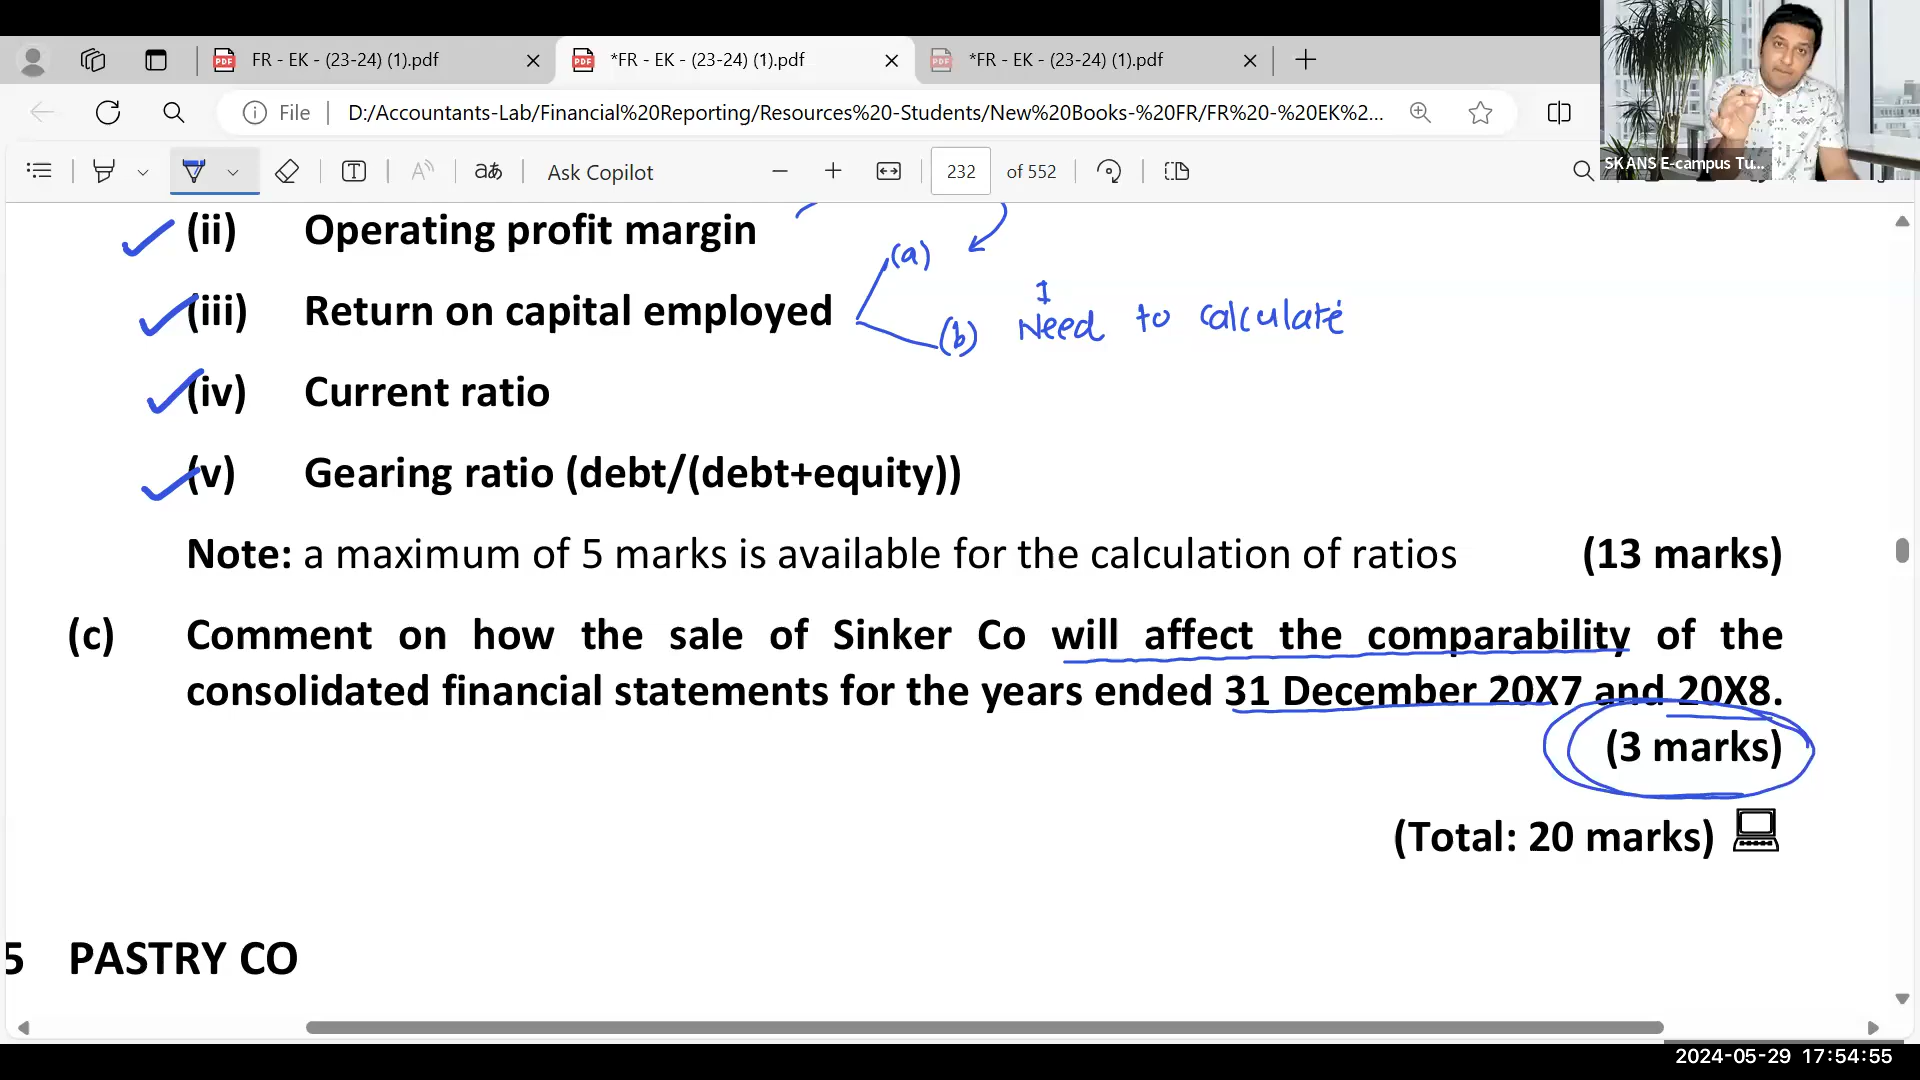 FR - EK - (23-24) (1).pdf
*FR - EK - (23-24) (1).pdf
*FR - EK - (23-24) (1).pdf
File
D:/Accountants-Lab/Financial%20Reporting/Resources%20-Students/New%20Books-%20FR/FR%20-%20EK%2...
Ask Copilot
232 of 552
SKANS E-campus Tu...
(ii) Operating profit margin
(a)
(iii) Return on capital employed
(b) I Need to calculate
(iv) Current ratio
(v) Gearing ratio (debt/(debt+equity))
Note: a maximum of 5 marks is available for the calculation of ratios (13 marks)
(c) Comment on how the sale of Sinker Co will affect the comparability of the
consolidated financial statements for the years ended 31 December 20X7 and 20X8.
(3 marks)
(Total: 20 marks)
5 PASTRY CO
2024-05-29 17:54:55